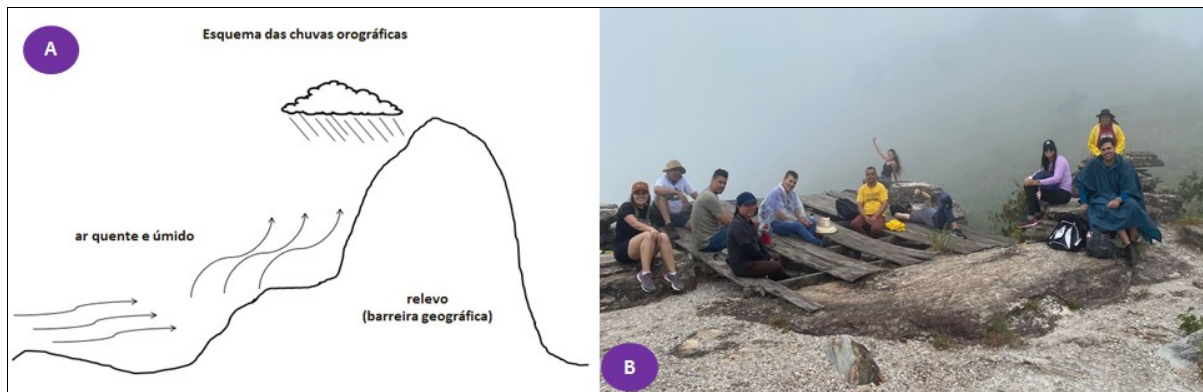 A
Esquema das chuvas orográficas
ar quente e úmido
relevo
(barreira geográfica)
B